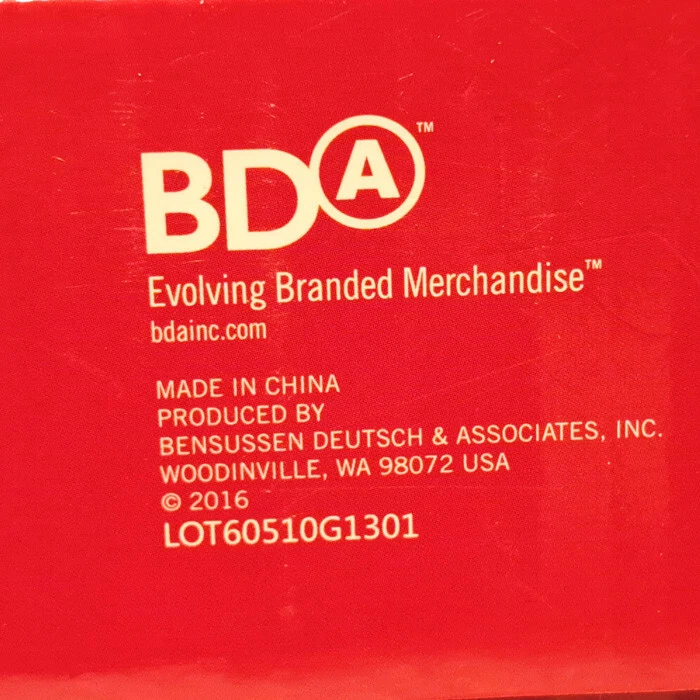 BDA™
Evolving Branded Merchandise™
bdainc.com
MADE IN CHINA
PRODUCED BY
BENSUSSEN DEUTSCH & ASSOCIATES, INC.
WOODINVILLE, WA 98072 USA
© 2016
LOT60510G1301